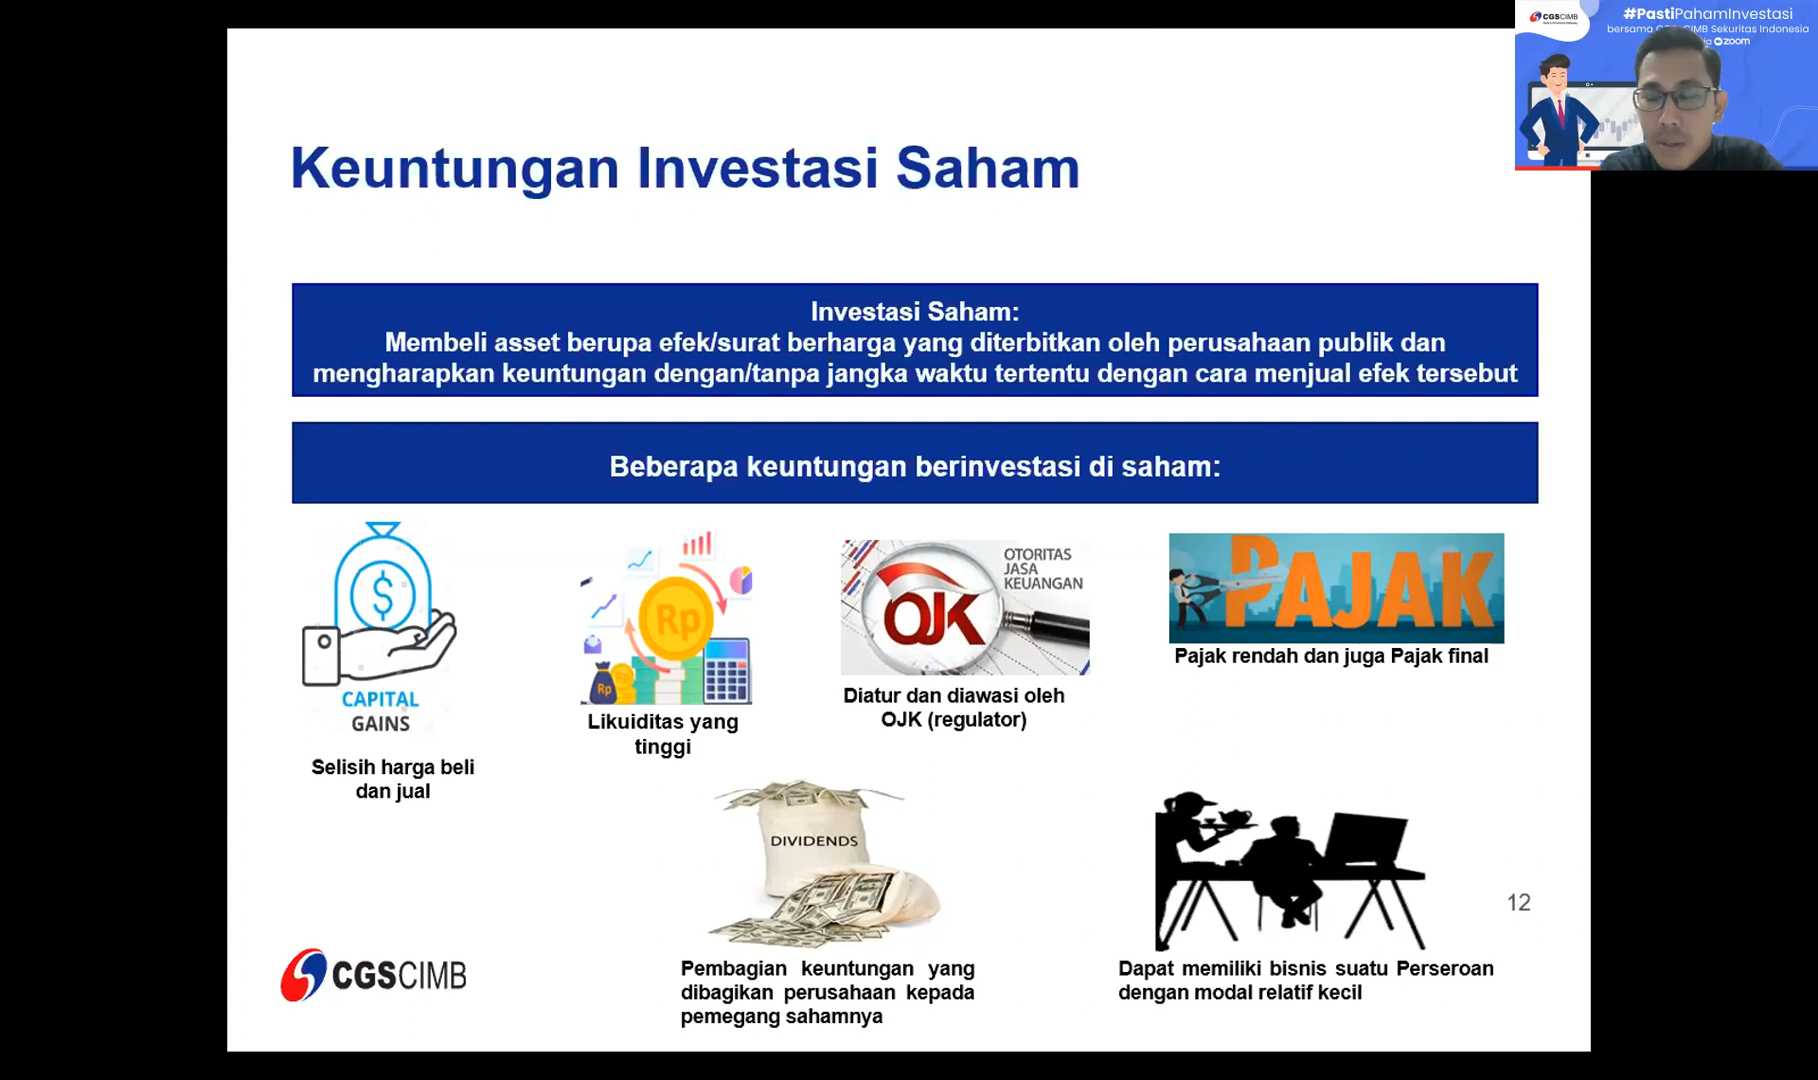 CGSCIMB
#PastiPahamInvestasi
bersama CGS-CIMB Sekuritas Indonesia
zoom
Keuntungan Investasi Saham
Investasi Saham:
Membeli asset berupa efek/surat berharga yang diterbitkan oleh perusahaan publik dan
mengharapkan keuntungan dengan/tanpa jangka waktu tertentu dengan cara menjual efek tersebut
Beberapa keuntungan berinvestasi di saham:
$
CAPITAL
GAINS
Selisih harga beli
dan jual
Rp
Rp
Rp
Likuiditas yang
tinggi
OTORITAS
JASA
KEUANGAN
OJK
Diatur dan diawasi oleh
OJK (regulator)
PAJAK
Pajak rendah dan juga Pajak final
DIVIDENDS
Pembagian keuntungan yang
dibagikan perusahaan kepada
pemegang sahamnya
Dapat memiliki bisnis suatu Perseroan
dengan modal relatif kecil
12
CGSCIMB